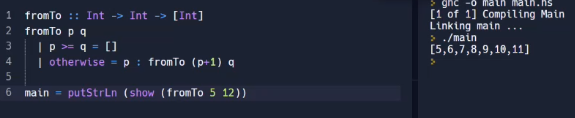 1 fromTo :: Int -> Int -> [Int]
2 fromTo p q
3 | p >= q = []
4 | otherwise = p : fromTo (p+1) q
5
6 main = putStrLn (show (fromTo 5 12))
> ghc -o main main.hs
[1 of 1] Compiling Main
Linking main ...
> ./main
[5,6,7,8,9,10,11]
>